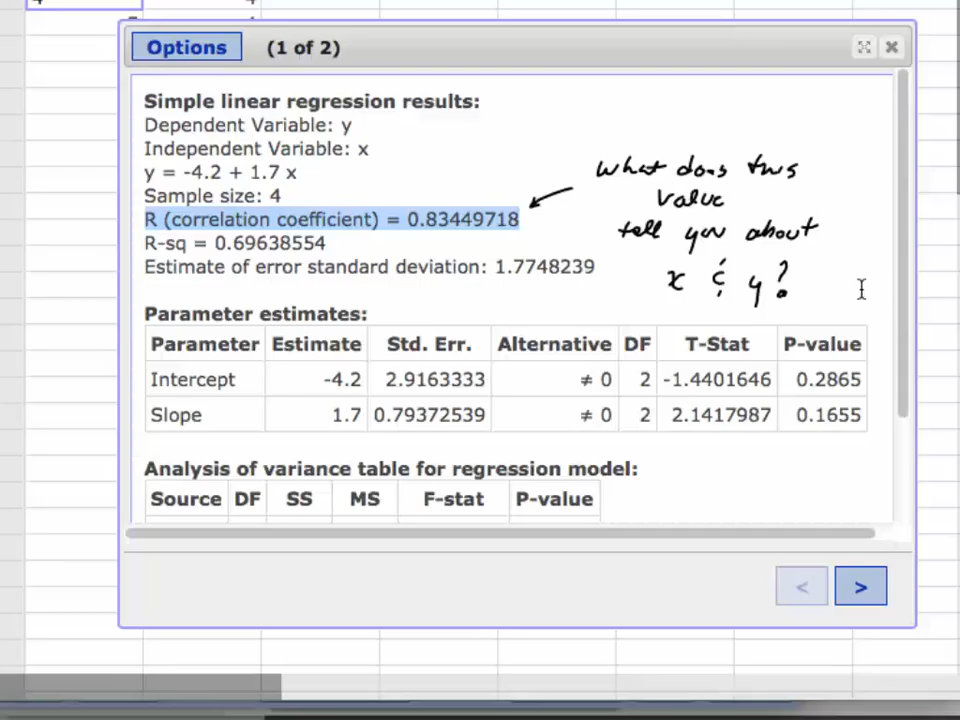 Options (1 of 2)
Simple linear regression results:
Dependent Variable: y
Independent Variable: x
y = -4.2 + 1.7 x
Sample size: 4
R (correlation coefficient) = 0.83449718
R-sq = 0.69638554
Estimate of error standard deviation: 1.7748239
what does this
value
tell you about
x & y?
Parameter estimates:
Parameter Estimate Std. Err. Alternative DF T-Stat P-value
Intercept -4.2 2.9163333 ≠ 0 2 -1.4401646 0.2865
Slope 1.7 0.79372539 ≠ 0 2 2.1417987 0.1655
Analysis of variance table for regression model:
Source DF SS MS F-stat P-value
< >